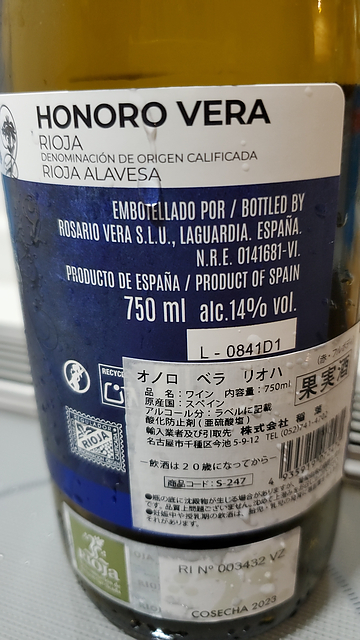 HONORO VERA
RIOJA
DENOMINACIÓN DE ORIGEN CALIFICADA
RIOJA ALAVESA
EMBOTELLADO POR / BOTTLED BY
ROSARIO VERA S.L.U., LAGUARDIA. ESPAÑA.
N.R.E. 0141681-VI.
PRODUCTO DE ESPAÑA / PRODUCT OF SPAIN
750 ml alc.14% vol.
L - 0841D1
オノロ ベラ リオハ
品名:ワイン 内容量:750ml
果実酒
原産国:スペイン
アルコール分:ラベルに記載
酸化防止剤(亜硫酸塩)
輸入業者及び引取先 株式会社 稲葉
名古屋市千種区今池5-9-12 TEL
―飲酒は20歳になってから―
商品コード:S-247
RIOJA
Rioja
RI Nº 003432 VZ
COSECHA 2023